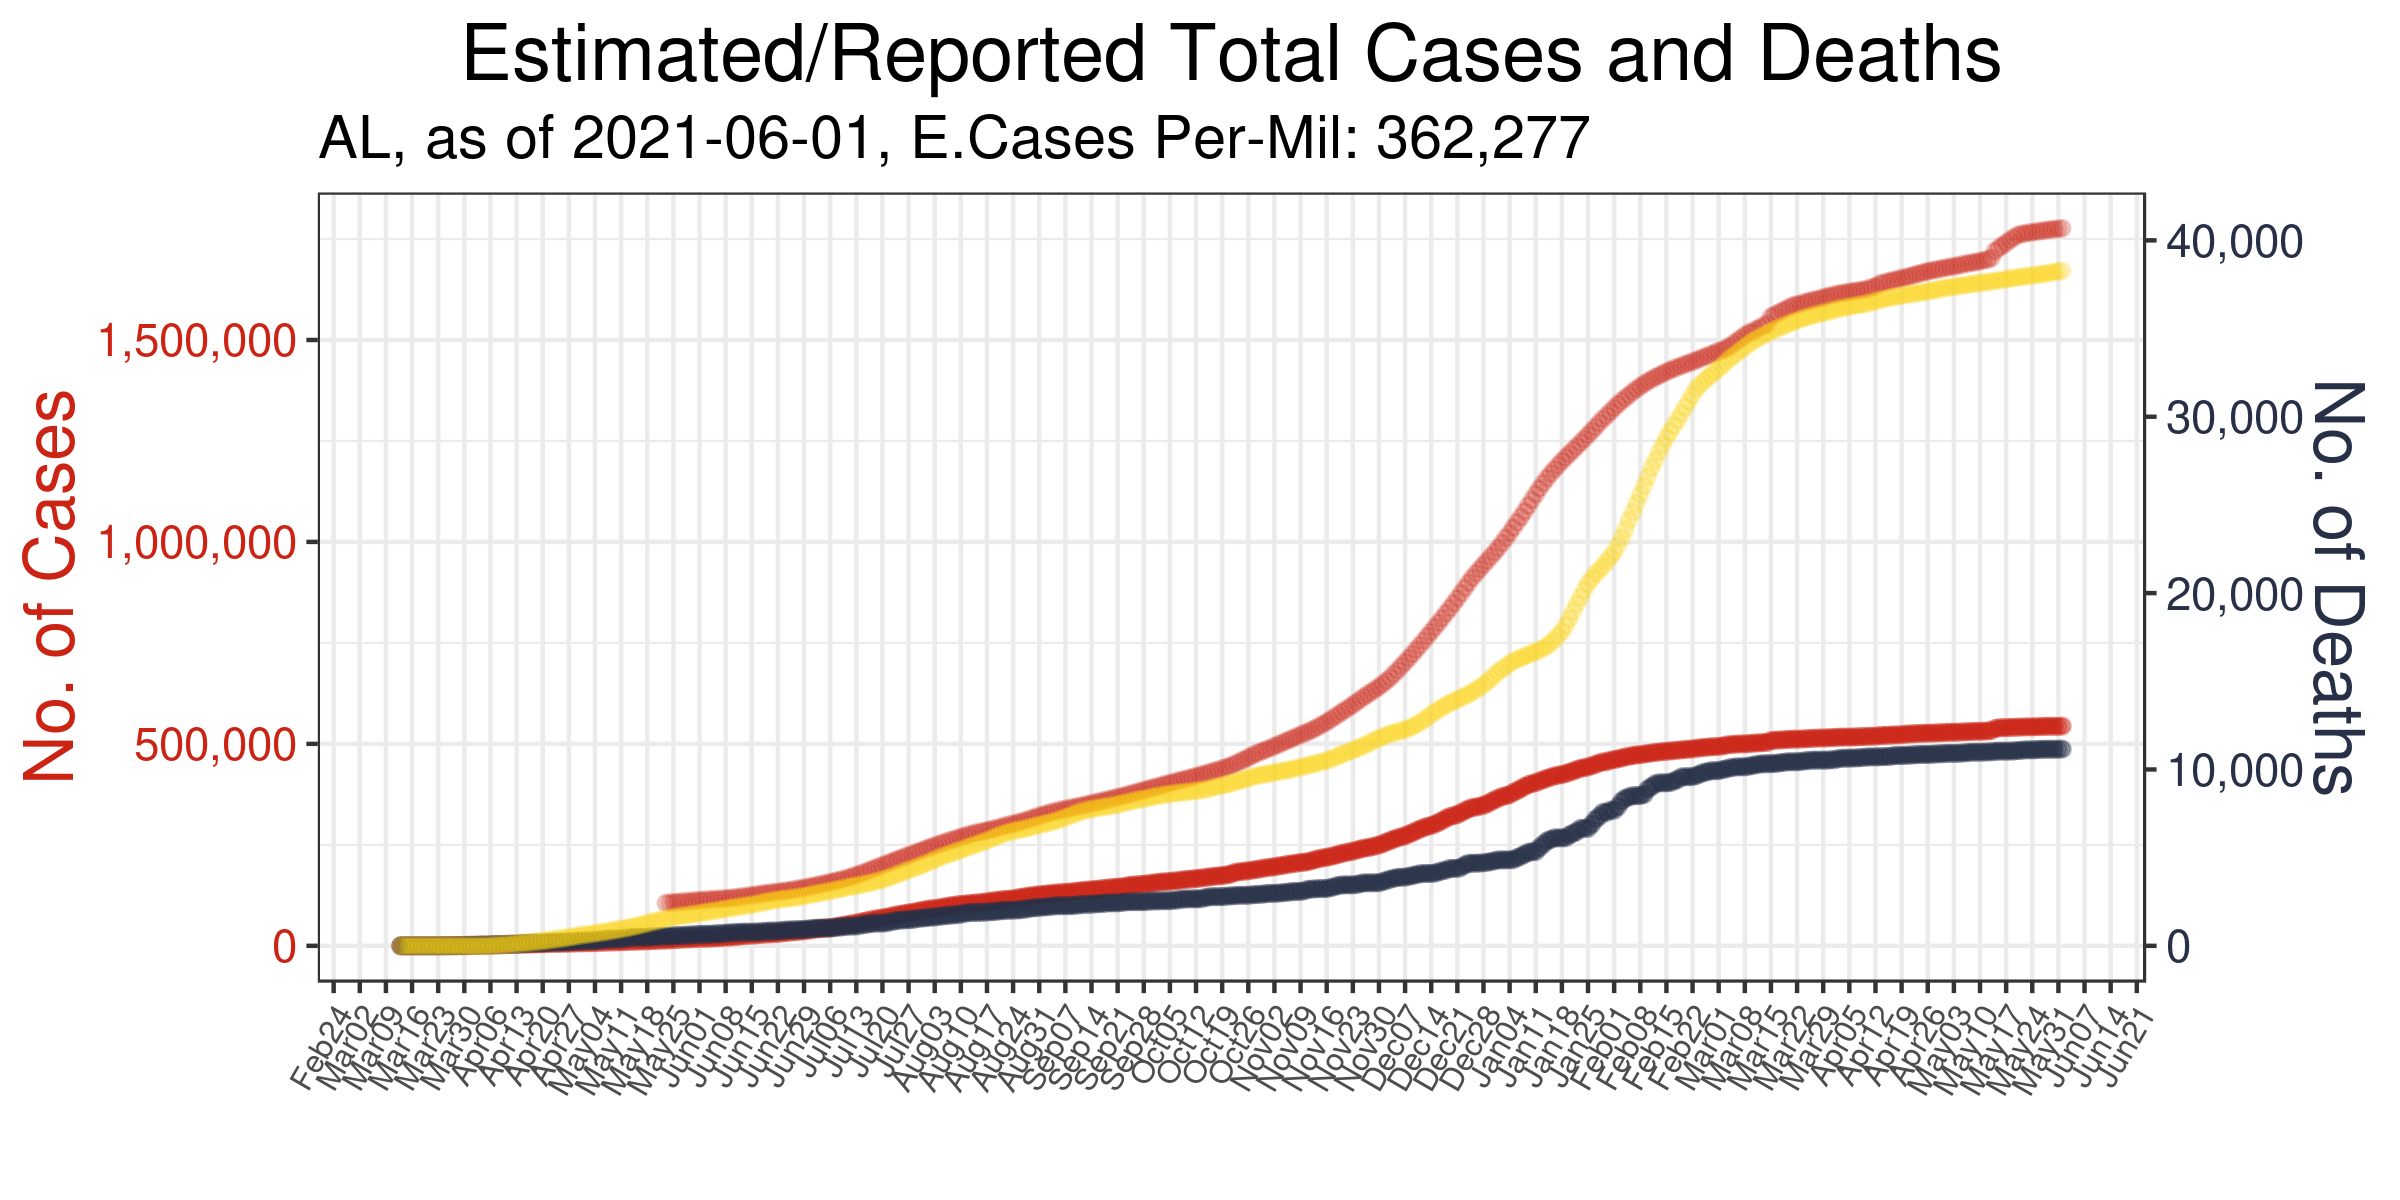 Estimated/Reported Total Cases and Deaths
AL, as of 2021-06-01, E.Cases Per-Mil: 362,277
No. of Cases
1,500,000
1,000,000
500,000
0
40,000
30,000
20,000
10,000
0
No. of Deaths
Feb24
Mar02
Mar09
Mar16
Mar23
Mar30
Apr06
Apr13
Apr20
Apr27
May04
May11
May18
May25
Jun01
Jun08
Jun15
Jun22
Jun29
Jul06
Jul13
Jul20
Jul27
Aug03
Aug10
Aug17
Aug24
Aug31
Sep07
Sep14
Sep21
Sep28
Oct05
Oct12
Oct19
Oct26
Nov02
Nov09
Nov16
Nov23
Nov30
Dec07
Dec14
Dec21
Dec28
Jan04
Jan11
Jan18
Jan25
Feb01
Feb08
Feb15
Feb22
Mar01
Mar08
Mar15
Mar22
Mar29
Apr05
Apr12
Apr19
Apr26
May03
May10
May17
May24
May31
Jun07
Jun14
Jun21